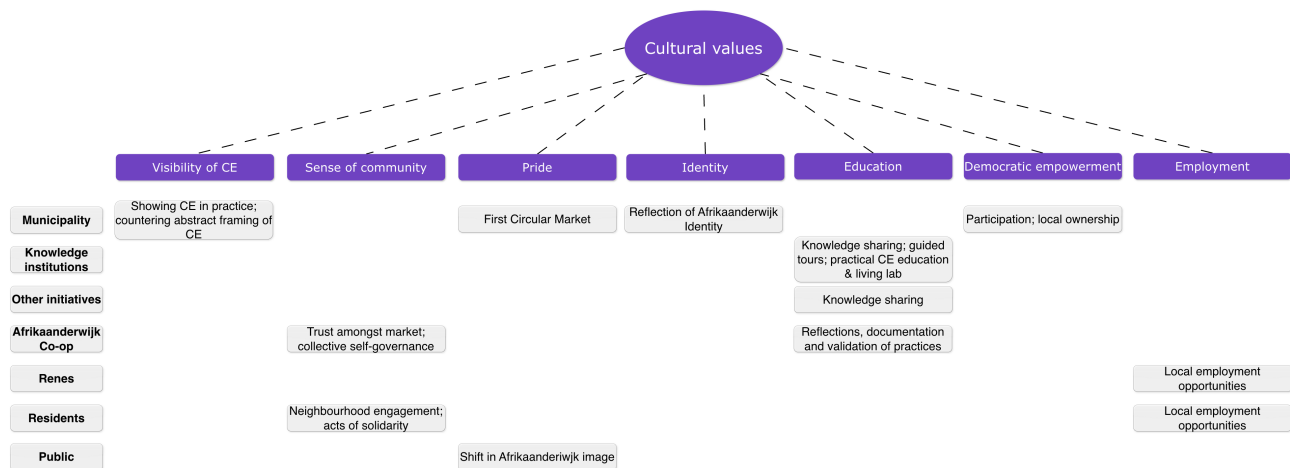 Cultural values
Visibility of CE
Sense of community
Pride
Identity
Education
Democratic empowerment
Employment
Municipality
Showing CE in practice;
countering abstract framing of
CE
First Circular Market
Reflection of Afrikaanderwijk
Identity
Participation; local ownership
Knowledge
institutions
Knowledge sharing; guided
tours; practical CE education
& living lab
Other initiatives
Knowledge sharing
Afrikaanderwijk
Co-op
Trust amongst market;
collective self-governance
Reflections, documentation
and validation of practices
Renes
Local employment
opportunities
Residents
Neighbourhood engagement;
acts of solidarity
Local employment
opportunities
Public
Shift in Afrikaanderiwjk image